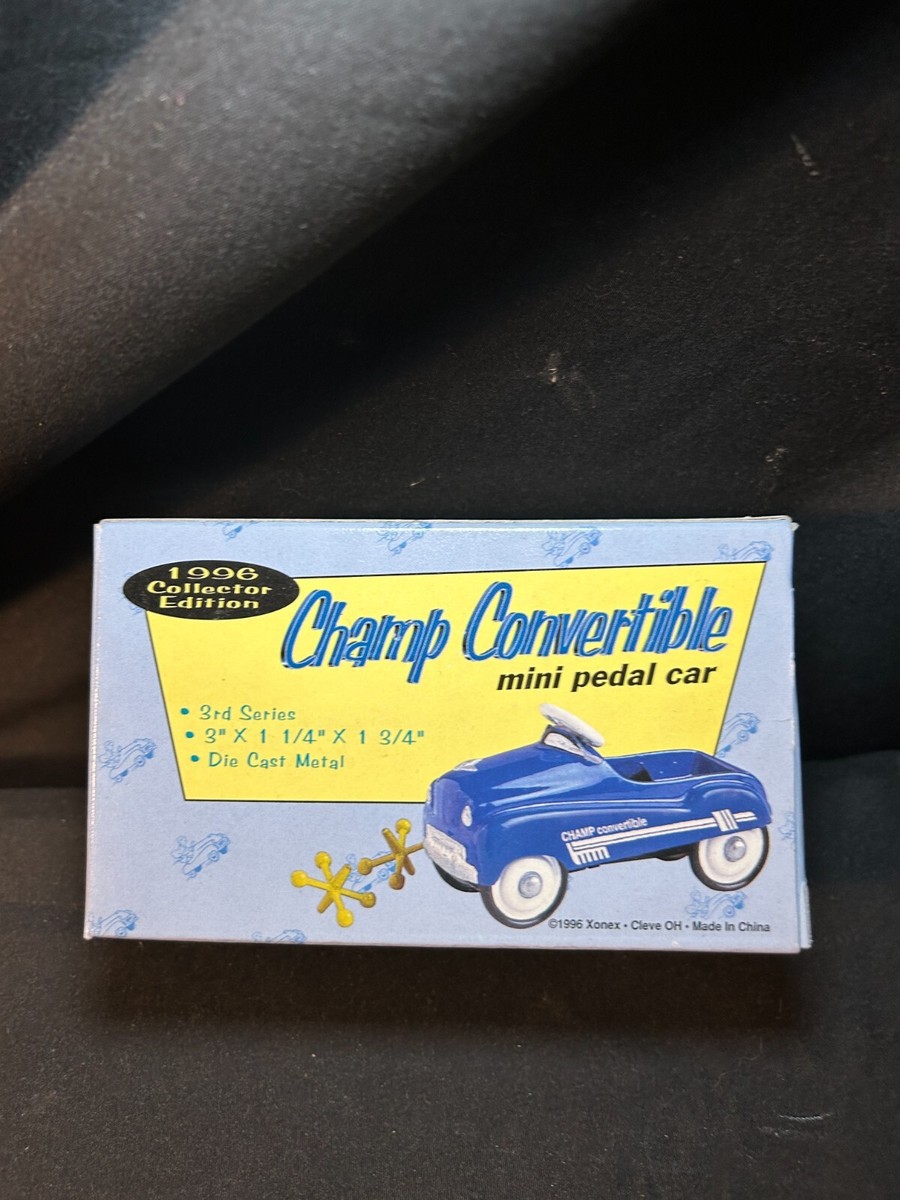 1996
Collector
Edition
Champ Convertible
mini pedal car
• 3rd Series
• 3" X 1 1/4" X 1 3/4"
• Die Cast Metal
CHAMP convertible
©1996 Xonex • Cleve OH • Made In China